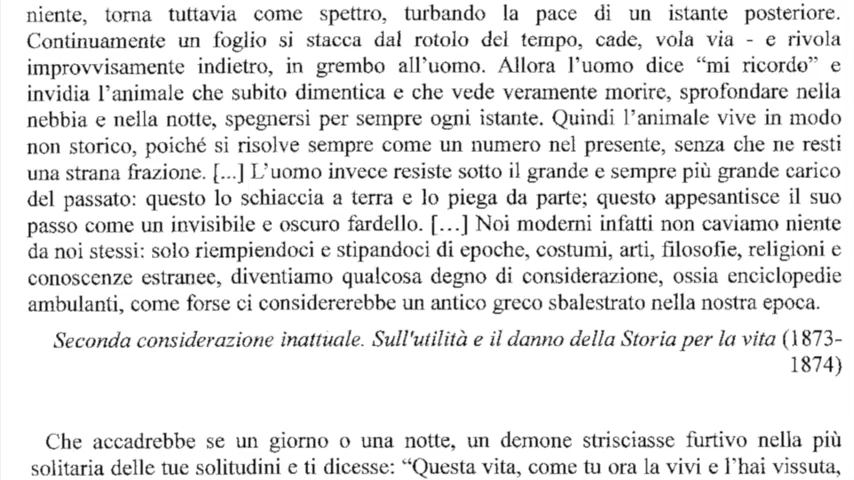 niente, torna tuttavia come spettro, turbando la pace di un istante posteriore.
Continuamente un foglio si stacca dal rotolo del tempo, cade, vola via - e rivola
improvvisamente indietro, in grembo all'uomo. Allora l'uomo dice “mi ricordo” e
invidia l'animale che subito dimentica e che vede veramente morire, sprofondare nella
nebbia e nella notte, spegnersi per sempre ogni istante. Quindi l'animale vive in modo
non storico, poiché si risolve sempre come un numero nel presente, senza che ne resti
una strana frazione. [...] L'uomo invece resiste sotto il grande e sempre più grande carico
del passato: questo lo schiaccia a terra e lo piega da parte; questo appesantisce il suo
passo come un invisibile e oscuro fardello. […] Noi moderni infatti non caviamo niente
da noi stessi: solo riempiendoci e stipandoci di epoche, costumi, arti, filosofie, religioni e
conoscenze estranee, diventiamo qualcosa degno di considerazione, ossia enciclopedie
ambulanti, come forse ci considererebbe un antico greco sbalestrato nella nostra epoca.
Seconda considerazione inattuale. Sull'utilità e il danno della Storia per la vita (1873-
1874)
Che accadrebbe se un giorno o una notte, un demone strisciasse furtivo nella più
solitaria delle tue solitudini e ti dicesse: “Questa vita, come tu ora la vivi e l'hai vissuta,